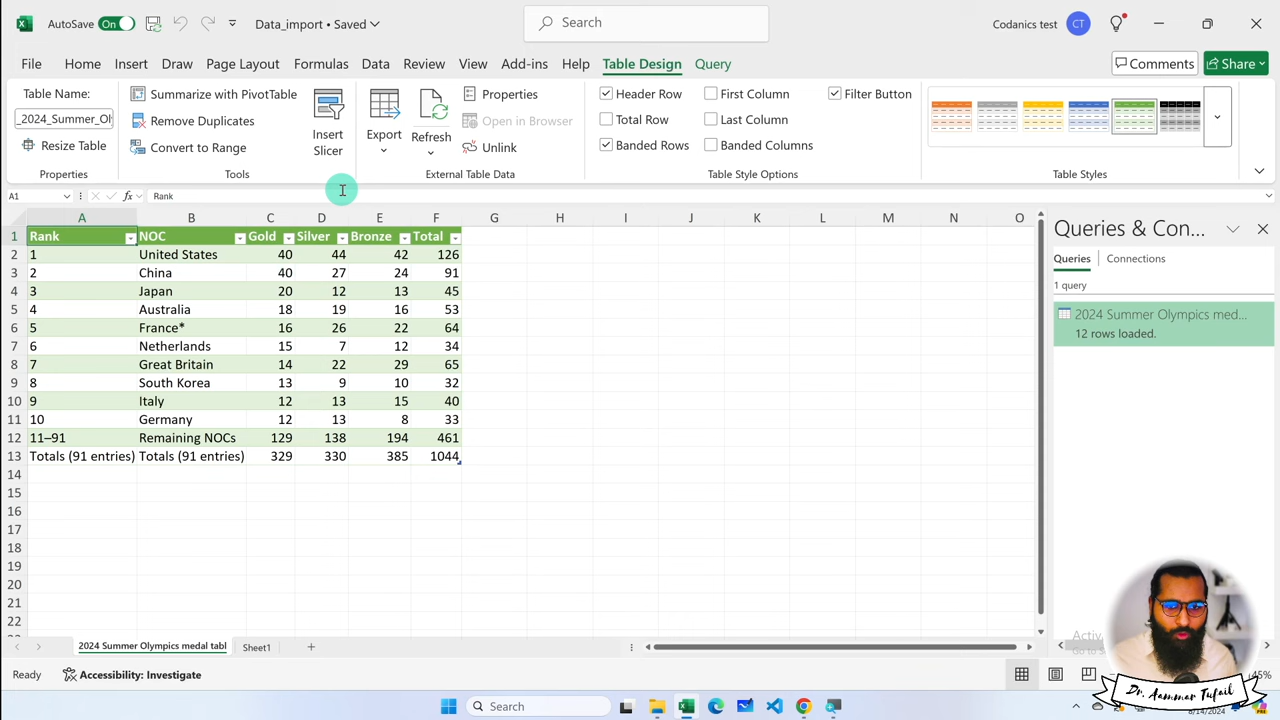 AutoSave On Data_import • Saved Search Codanics test CT
File Home Insert Draw Page Layout Formulas Data Review View Add-ins Help Table Design Query Comments Share
Table Name:
_2024_Summer_Ol
Resize Table
Properties
Summarize with PivotTable
Remove Duplicates
Convert to Range
Tools
Insert
Slicer
Export
Refresh
Properties
Open in Browser
Unlink
External Table Data
Header Row First Column Filter Button
Total Row Last Column
Banded Rows Banded Columns
Table Style Options
Table Styles
A1 fx Rank
A B C D E F G H I J K L M N O
1 Rank NOC Gold Silver Bronze Total
2 1 United States 40 44 42 126
3 2 China 40 27 24 91
4 3 Japan 20 12 13 45
5 4 Australia 18 19 16 53
6 5 France* 16 26 22 64
7 6 Netherlands 15 7 12 34
8 7 Great Britain 14 22 29 65
9 8 South Korea 13 9 10 32
10 9 Italy 12 13 15 40
11 10 Germany 12 13 8 33
12 11–91 Remaining NOCs 129 138 194 461
13 Totals (91 entries) Totals (91 entries) 329 330 385 1044
14
15
16
17
18
19
20
21
22
Queries & Con...
Queries Connections
1 query
2024 Summer Olympics med...
12 rows loaded.
2024 Summer Olympics medal tabl Sheet1
Ready Accessibility: Investigate
Search
8/14/2024
Dr. Aammar Tufail